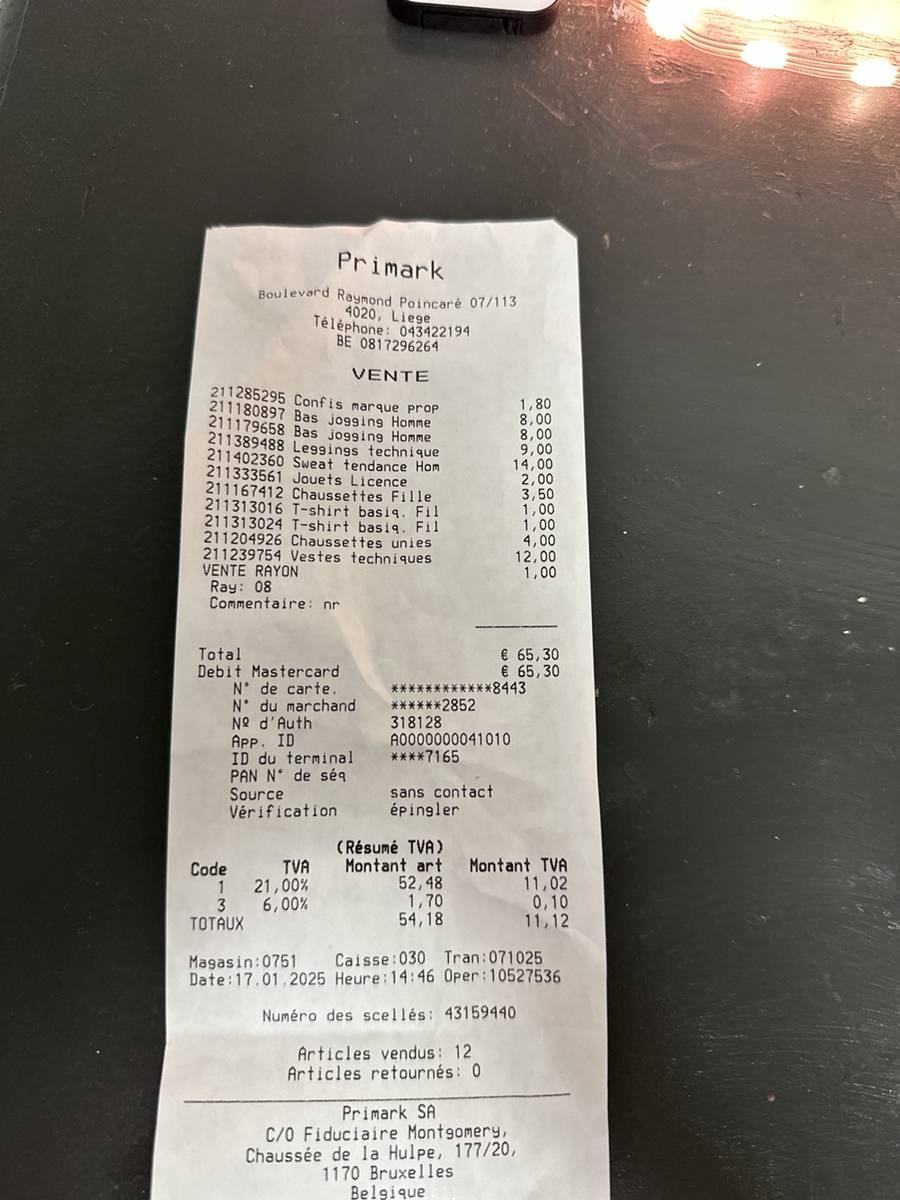 Primark
Boulevard Raymond Poincaré 07/113
4020, Liege
Téléphone: 043422194
BE 0817296264
VENTE
211285295 Confis marque prop 1,80
211180897 Bas jogging Homme 8,00
211179658 Bas jogging Homme 8,00
211389488 Leggings technique 9,00
211402360 Sweat tendance Hom 14,00
211333561 Jouets Licence 2,00
211167412 Chaussettes Fille 3,50
211313016 T-shirt basiq. Fil 1,00
211313024 T-shirt basiq. Fil 1,00
211204926 Chaussettes unies 4,00
211239754 Vestes techniques 12,00
VENTE RAYON 1,00
Ray: 08
Commentaire: nr
Total € 65,30
Debit Mastercard € 65,30
N° de carte. ************8443
N° du marchand ******2852
Nº d'Auth 318128
App. ID A0000000041010
ID du terminal ****7165
PAN N° de séq
Source sans contact
Vérification épingler
(Résumé TVA)
Code TVA Montant art Montant TVA
1 21,00% 52,48 11,02
3 6,00% 1,70 0,10
TOTAUX 54,18 11,12
Magasin:0751 Caisse:030 Tran:071025
Date:17.01.2025 Heure:14:46 Oper:10527536
Numéro des scellés: 43159440
Articles vendus: 12
Articles retournés: 0
Primark SA
C/O Fiduciaire Montgomery,
Chaussée de la Hulpe, 177/20,
1170 Bruxelles
Belgique